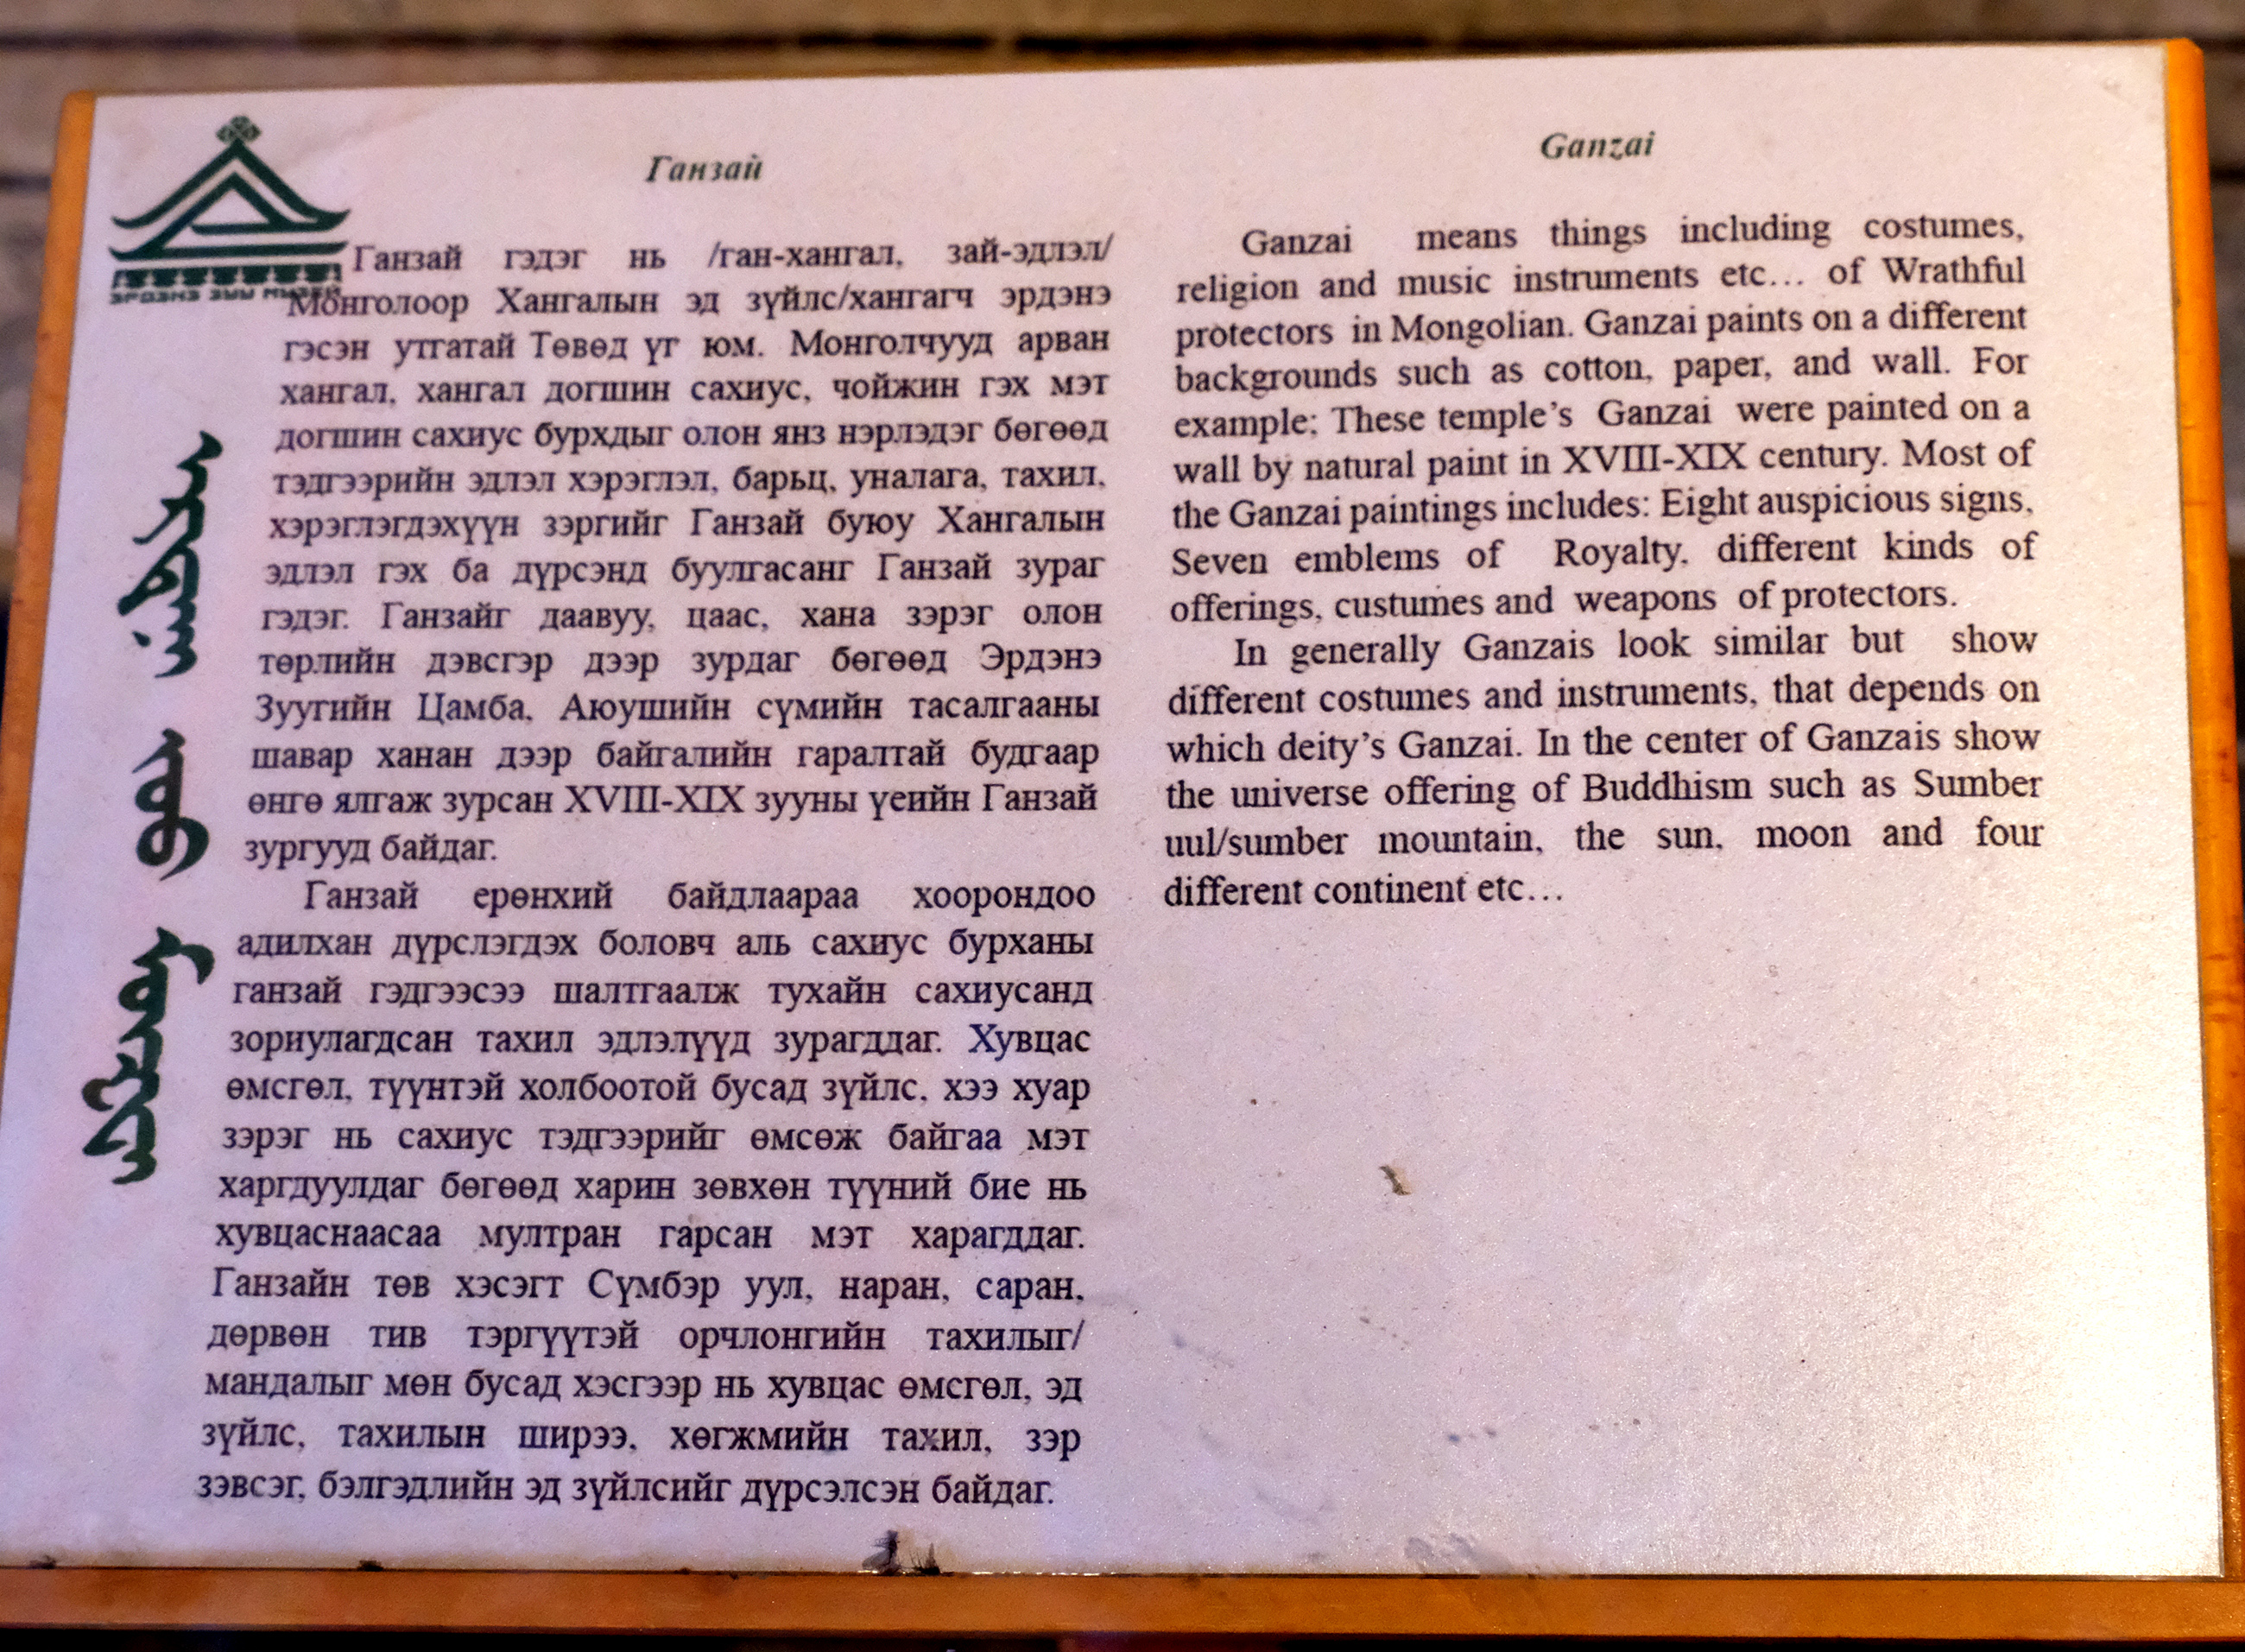 ЭРДЭНЭ ЗУУ МУЗЕЙ
Ганзай
Ганзай гэдэг нь /ган-хангал, зай-эдлэл/
Монголоор Хангалын эд зүйлс/хангагч эрдэнэ
гэсэн утгатай Төвөд үг юм. Монголчууд арван
хангал, хангал догшин сахиус, чойжин гэх мэт
догшин сахиус бурхдыг олон янз нэрлэдэг бөгөөд
тэдгээрийн эдлэл хэрэглэл, барьц, уналага, тахил,
хэрэглэгдэхүүн зэргийг Ганзай буюу Хангалын
эдлэл гэх ба дүрсэнд буулгасанг Ганзай зураг
гэдэг. Ганзайг даавуу, цаас, хана зэрэг олон
төрлийн дэвсгэр дээр зурдаг бөгөөд Эрдэнэ
Зуугийн Цамба, Аюушийн сүмийн тасалгааны
шавар ханан дээр байгалийн гаралтай будгаар
өнгө ялгаж зурсан XVIII-XIX зууны үеийн Ганзай
зургууд байдаг.
Ганзай ерөнхий байдлаараа хоорондоо
адилхан дүрслэгдэх боловч аль сахиус бурханы
ганзай гэдгээсээ шалтгаалж тухайн сахиусанд
зориулагдсан тахил эдлэлүүд зурагддаг. Хувцас
өмсгөл, түүнтэй холбоотой бусад зүйлс, хээ хуар
зэрэг нь сахиус тэдгээрийг өмсөж байгаа мэт
харгдуулдаг бөгөөд харин зөвхөн түүний бие нь
хувцаснаасаа мултран гарсан мэт харагддаг.
Ганзайн төв хэсэгт Сүмбэр уул, наран, саран,
дөрвөн тив тэргүүтэй орчлонгийн тахилыг/
мандалыг мөн бусад хэсгээр нь хувцас өмсгөл, эд
зүйлс, тахилын ширээ, хөгжмийн тахил, зэр
зэвсэг, бэлгэдлийн эд зүйлсийг дүрсэлсэн байдаг.
Ganzai
Ganzai means things including costumes,
religion and music instruments etc... of Wrathful
protectors in Mongolian. Ganzai paints on a different
backgrounds such as cotton, paper, and wall. For
example; These temple's Ganzai were painted on a
wall by natural paint in XVIII-XIX century. Most of
the Ganzai paintings includes: Eight auspicious signs,
Seven emblems of Royalty, different kinds of
offerings, custumes and weapons of protectors.
In generally Ganzais look similar but show
different costumes and instruments, that depends on
which deity's Ganzai. In the center of Ganzais show
the universe offering of Buddhism such as Sumber
uul/sumber mountain, the sun, moon and four
different continent etc...